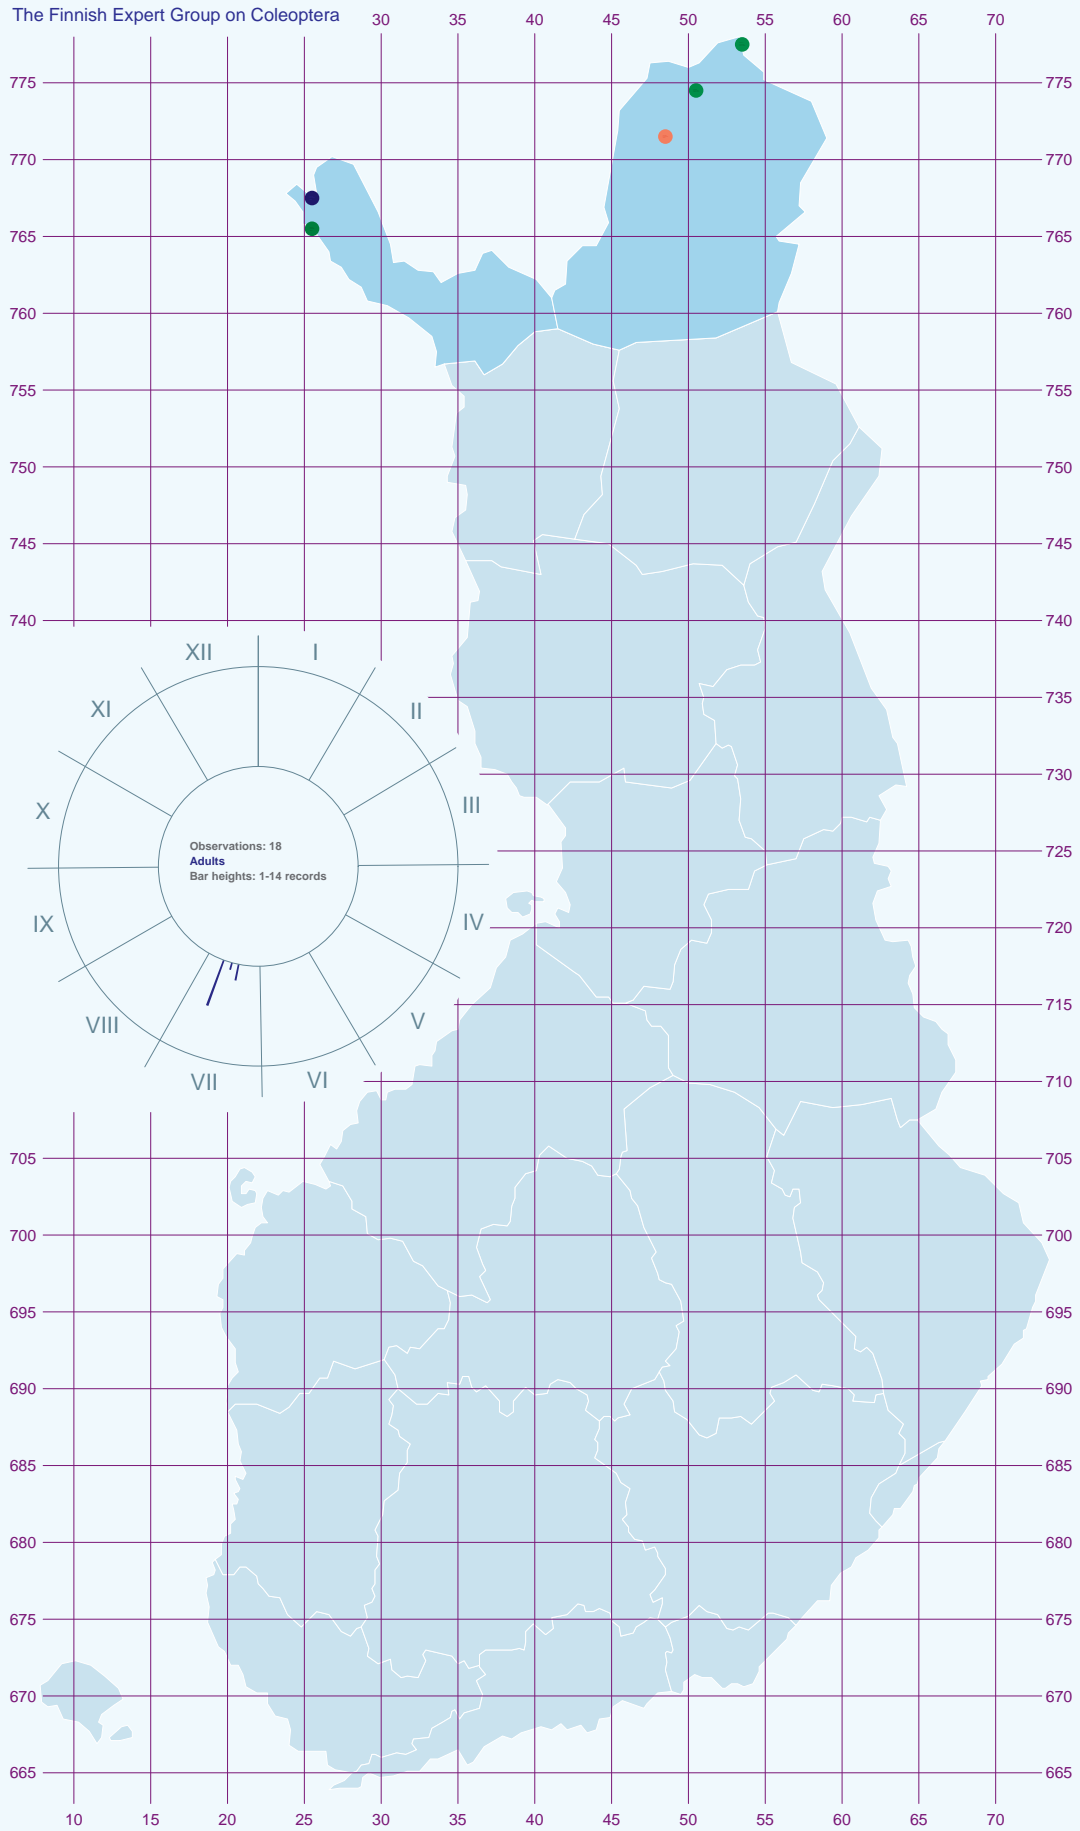 The Finnish Expert Group on Coleoptera
30 35 40 45 50 55 60 65 70
775 775
770 770
765 765
760 760
755 755
750 750
745 745
740 740
XII I
XI II
735
730
X III
725
Observations: 18
Adults
Bar heights: 1-14 records
IX IV
720
715
VIII V
VII VI
710
705 705
700 700
695 695
690 690
685 685
680 680
675 675
670 670
665 665
10 15 20 25 30 35 40 45 50 55 60 65 70